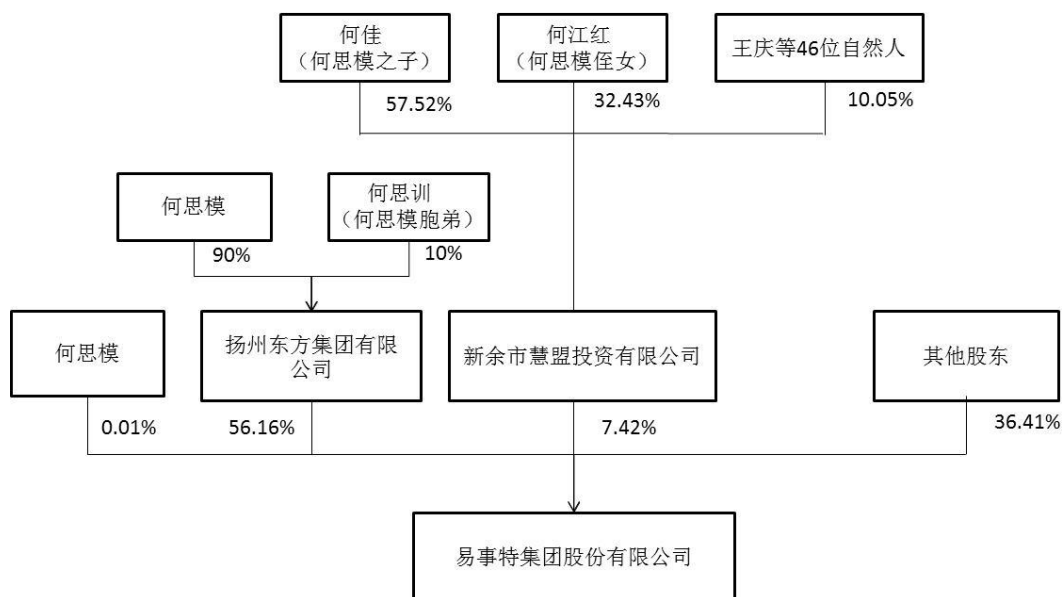 何佳
（何思模之子）
何江红
（何思模侄女）
王庆等46位自然人
57.52%
32.43%
10.05%
何思模
何思训
（何思模胞弟）
90%
10%
何思模
扬州东方集团有限
公司
新余市慧盟投资有限公司
其他股东
0.01%
56.16%
7.42%
36.41%
易事特集团股份有限公司